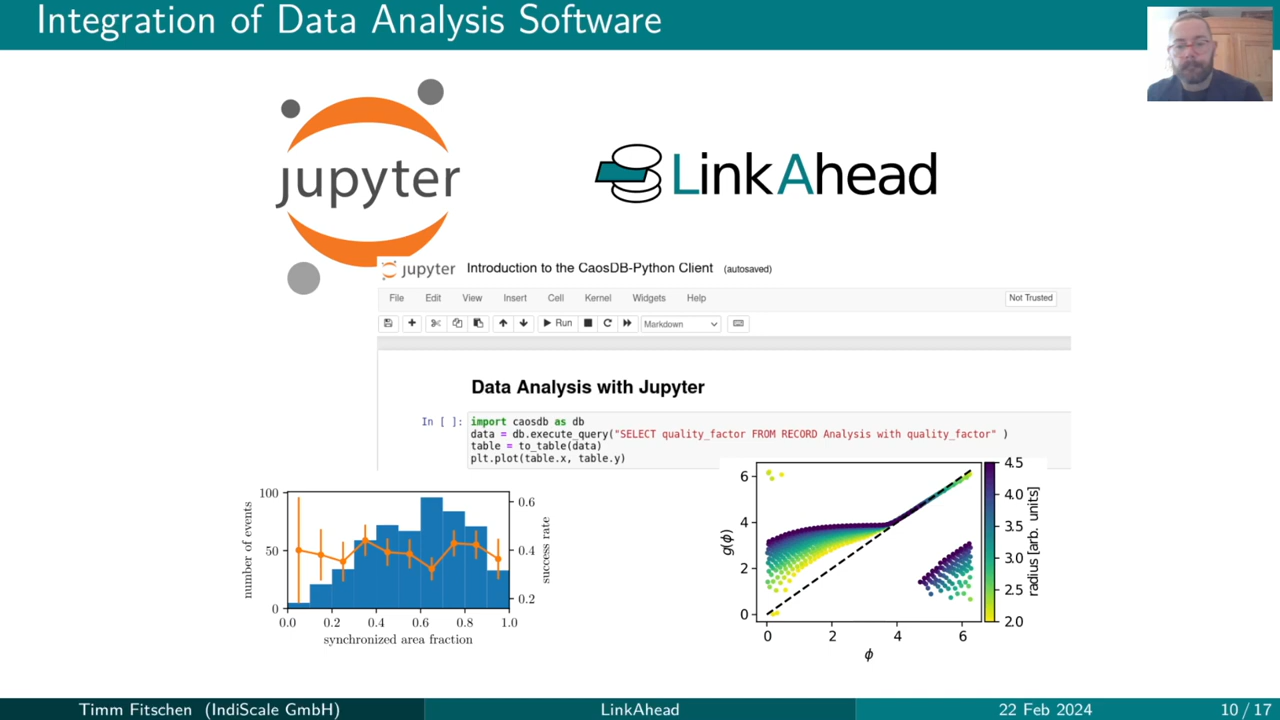 Integration of Data Analysis Software
jupyter
LinkAhead
jupyter Introduction to the CaosDB-Python Client (autosaved)
File Edit View Insert Cell Kernel Widgets Help Not Trusted
Run Markdown
Data Analysis with Jupyter
In [ ]: import caosdb as db
data = db.execute_query("SELECT quality_factor FROM RECORD Analysis with quality_factor" )
table = to_table(data)
plt.plot(table.x, table.y)
100
50
0
number of events
0.6
0.4
0.2
success rate
0.0 0.2 0.4 0.6 0.8 1.0
synchronized area fraction
6
4
2
0
g(ϕ)
0 2 4 6
ϕ
4.5
4.0
3.5
3.0
2.5
2.0
radius [arb. units]
Timm Fitschen (IndiScale GmbH) LinkAhead 22 Feb 2024 10 / 17